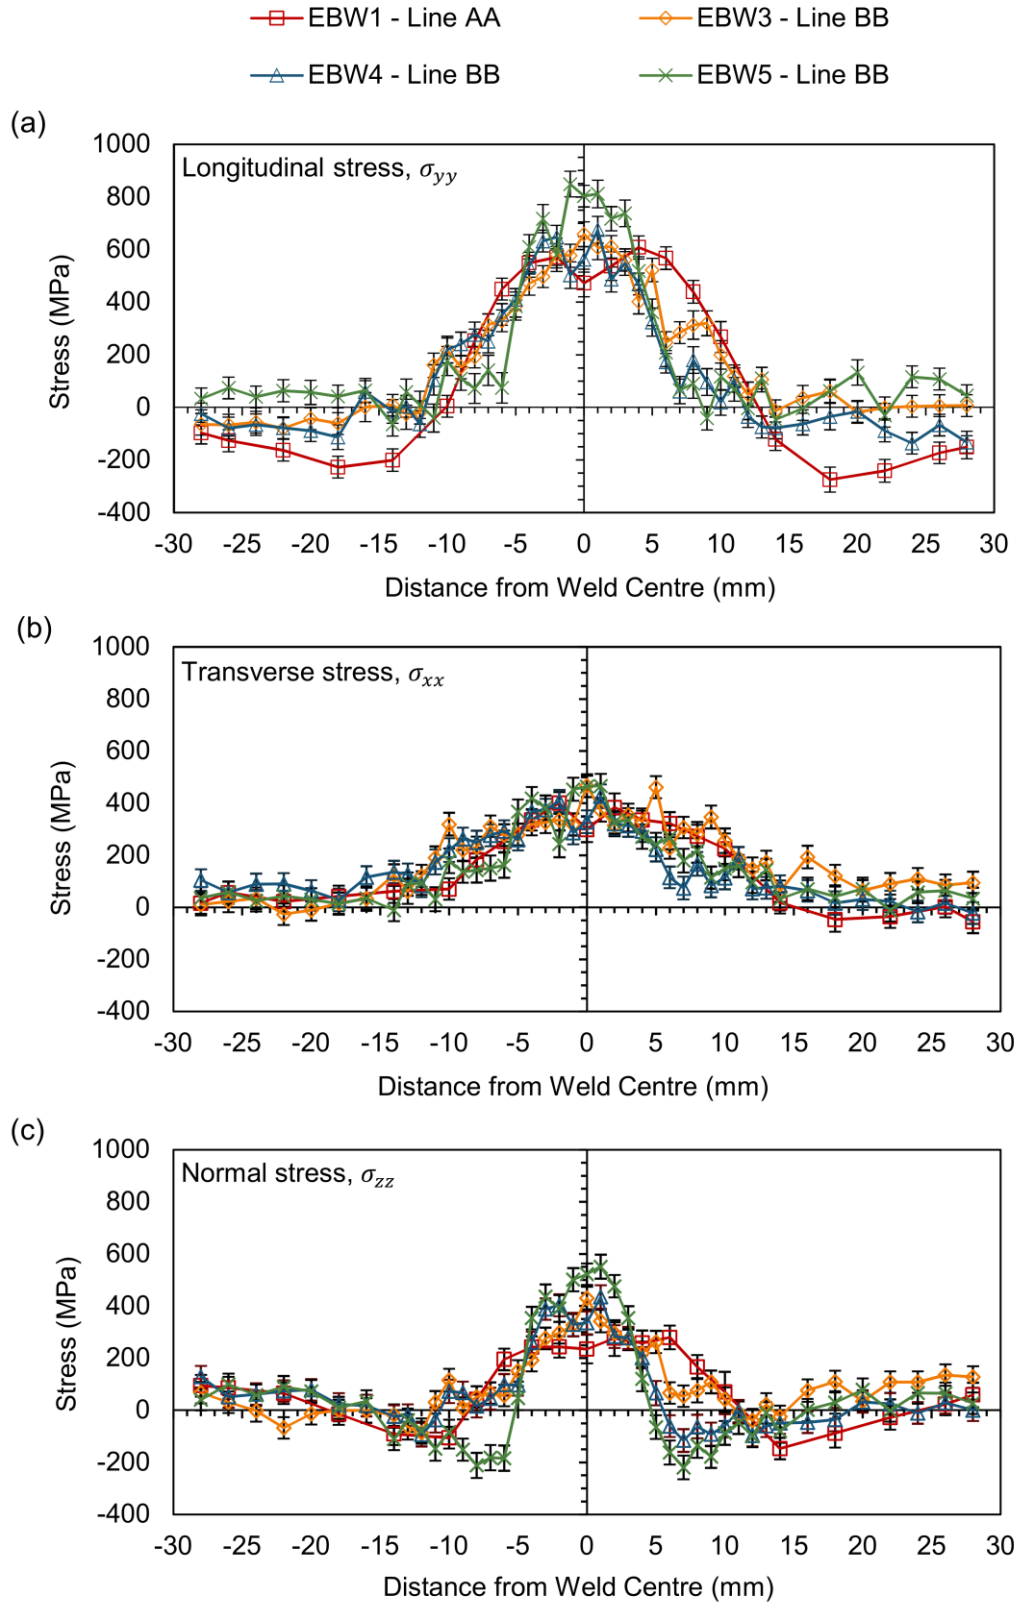 EBW1 - Line AA
EBW3 - Line BB
EBW4 - Line BB
EBW5 - Line BB
(a)
Longitudinal stress, σyy
Stress (MPa)
1000
800
600
400
200
0
-200
-400
-30 -25 -20 -15 -10 -5 0 5 10 15 20 25 30
Distance from Weld Centre (mm)
(b)
Transverse stress, σxx
Stress (MPa)
1000
800
600
400
200
0
-200
-400
-30 -25 -20 -15 -10 -5 0 5 10 15 20 25 30
Distance from Weld Centre (mm)
(c)
Normal stress, σzz
Stress (MPa)
1000
800
600
400
200
0
-200
-400
-30 -25 -20 -15 -10 -5 0 5 10 15 20 25 30
Distance from Weld Centre (mm)